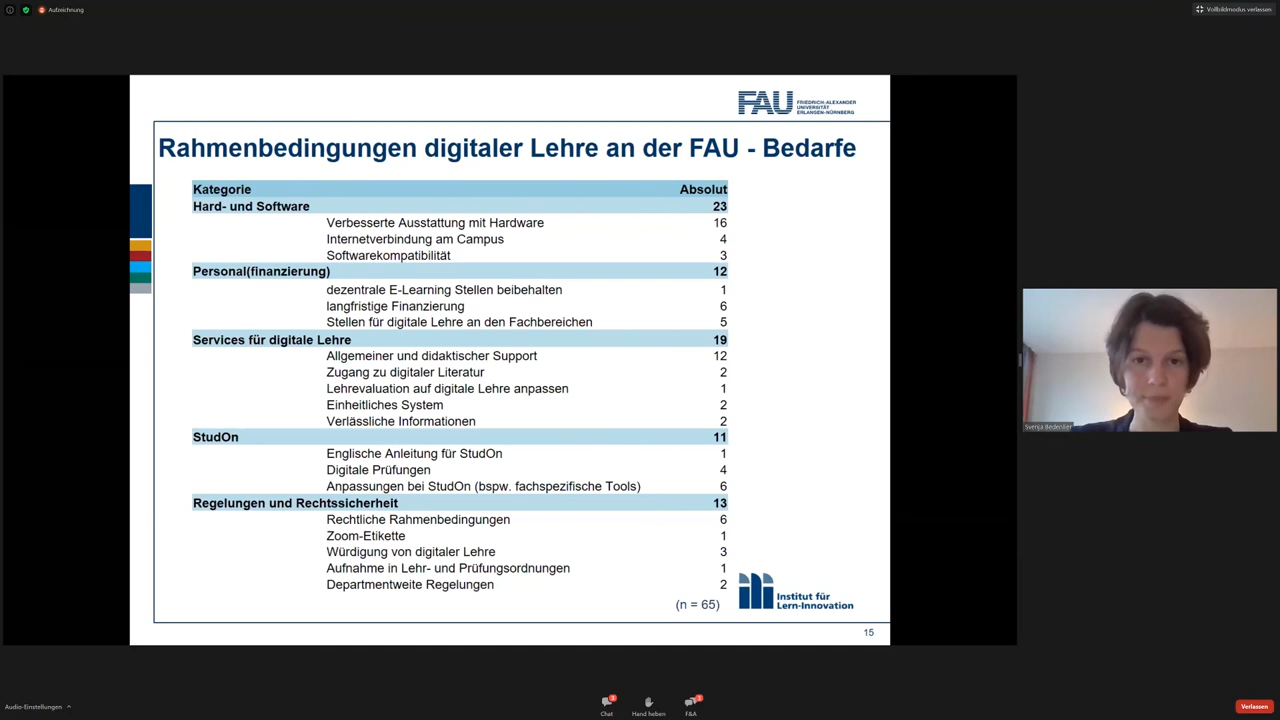 Aufzeichnung
Vollbildmodus verlassen
FAU FRIEDRICH-ALEXANDER
UNIVERSITÄT
ERLANGEN-NÜRNBERG
Rahmenbedingungen digitaler Lehre an der FAU - Bedarfe
Kategorie Absolut
Hard- und Software 23
Verbesserte Ausstattung mit Hardware 16
Internetverbindung am Campus 4
Softwarekompatibilität 3
Personal(finanzierung) 12
dezentrale E-Learning Stellen beibehalten 1
langfristige Finanzierung 6
Stellen für digitale Lehre an den Fachbereichen 5
Services für digitale Lehre 19
Allgemeiner und didaktischer Support 12
Zugang zu digitaler Literatur 2
Lehrevaluation auf digitale Lehre anpassen 1
Einheitliches System 2
Verlässliche Informationen 2
StudOn 11
Englische Anleitung für StudOn 1
Digitale Prüfungen 4
Anpassungen bei StudOn (bspw. fachspezifische Tools) 6
Regelungen und Rechtssicherheit 13
Rechtliche Rahmenbedingungen 6
Zoom-Etikette 1
Würdigung von digitaler Lehre 3
Aufnahme in Lehr- und Prüfungsordnungen 1
Departmentweite Regelungen 2
(n = 65)
Institut für
Lern-Innovation
15
Svenja Bedenlier
Audio-Einstellungen
Chat
Hand heben
F&A
Verlassen